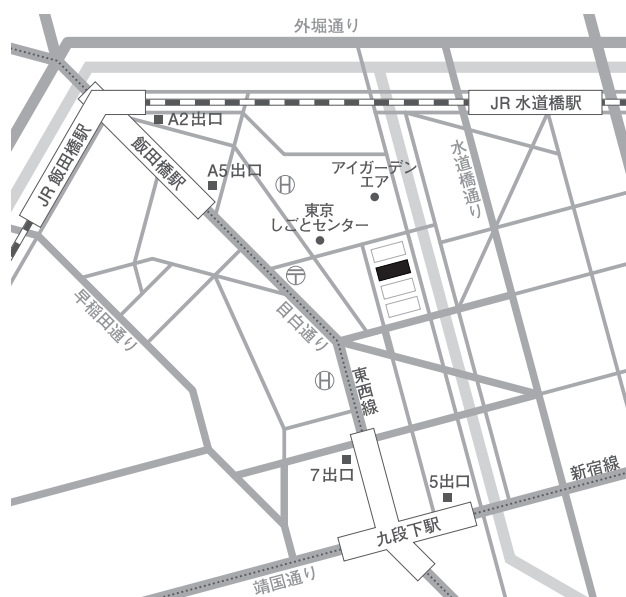 外堀通り
JR 水道橋駅
A2出口
JR 飯田橋駅
飯田橋駅
A5出口
水道橋通り
アイガーデン
エア
H
東京
しごとセンター
〒
目白通り
早稲田通り
H
東西線
7出口
5出口
新宿線
九段下駅
靖国通り